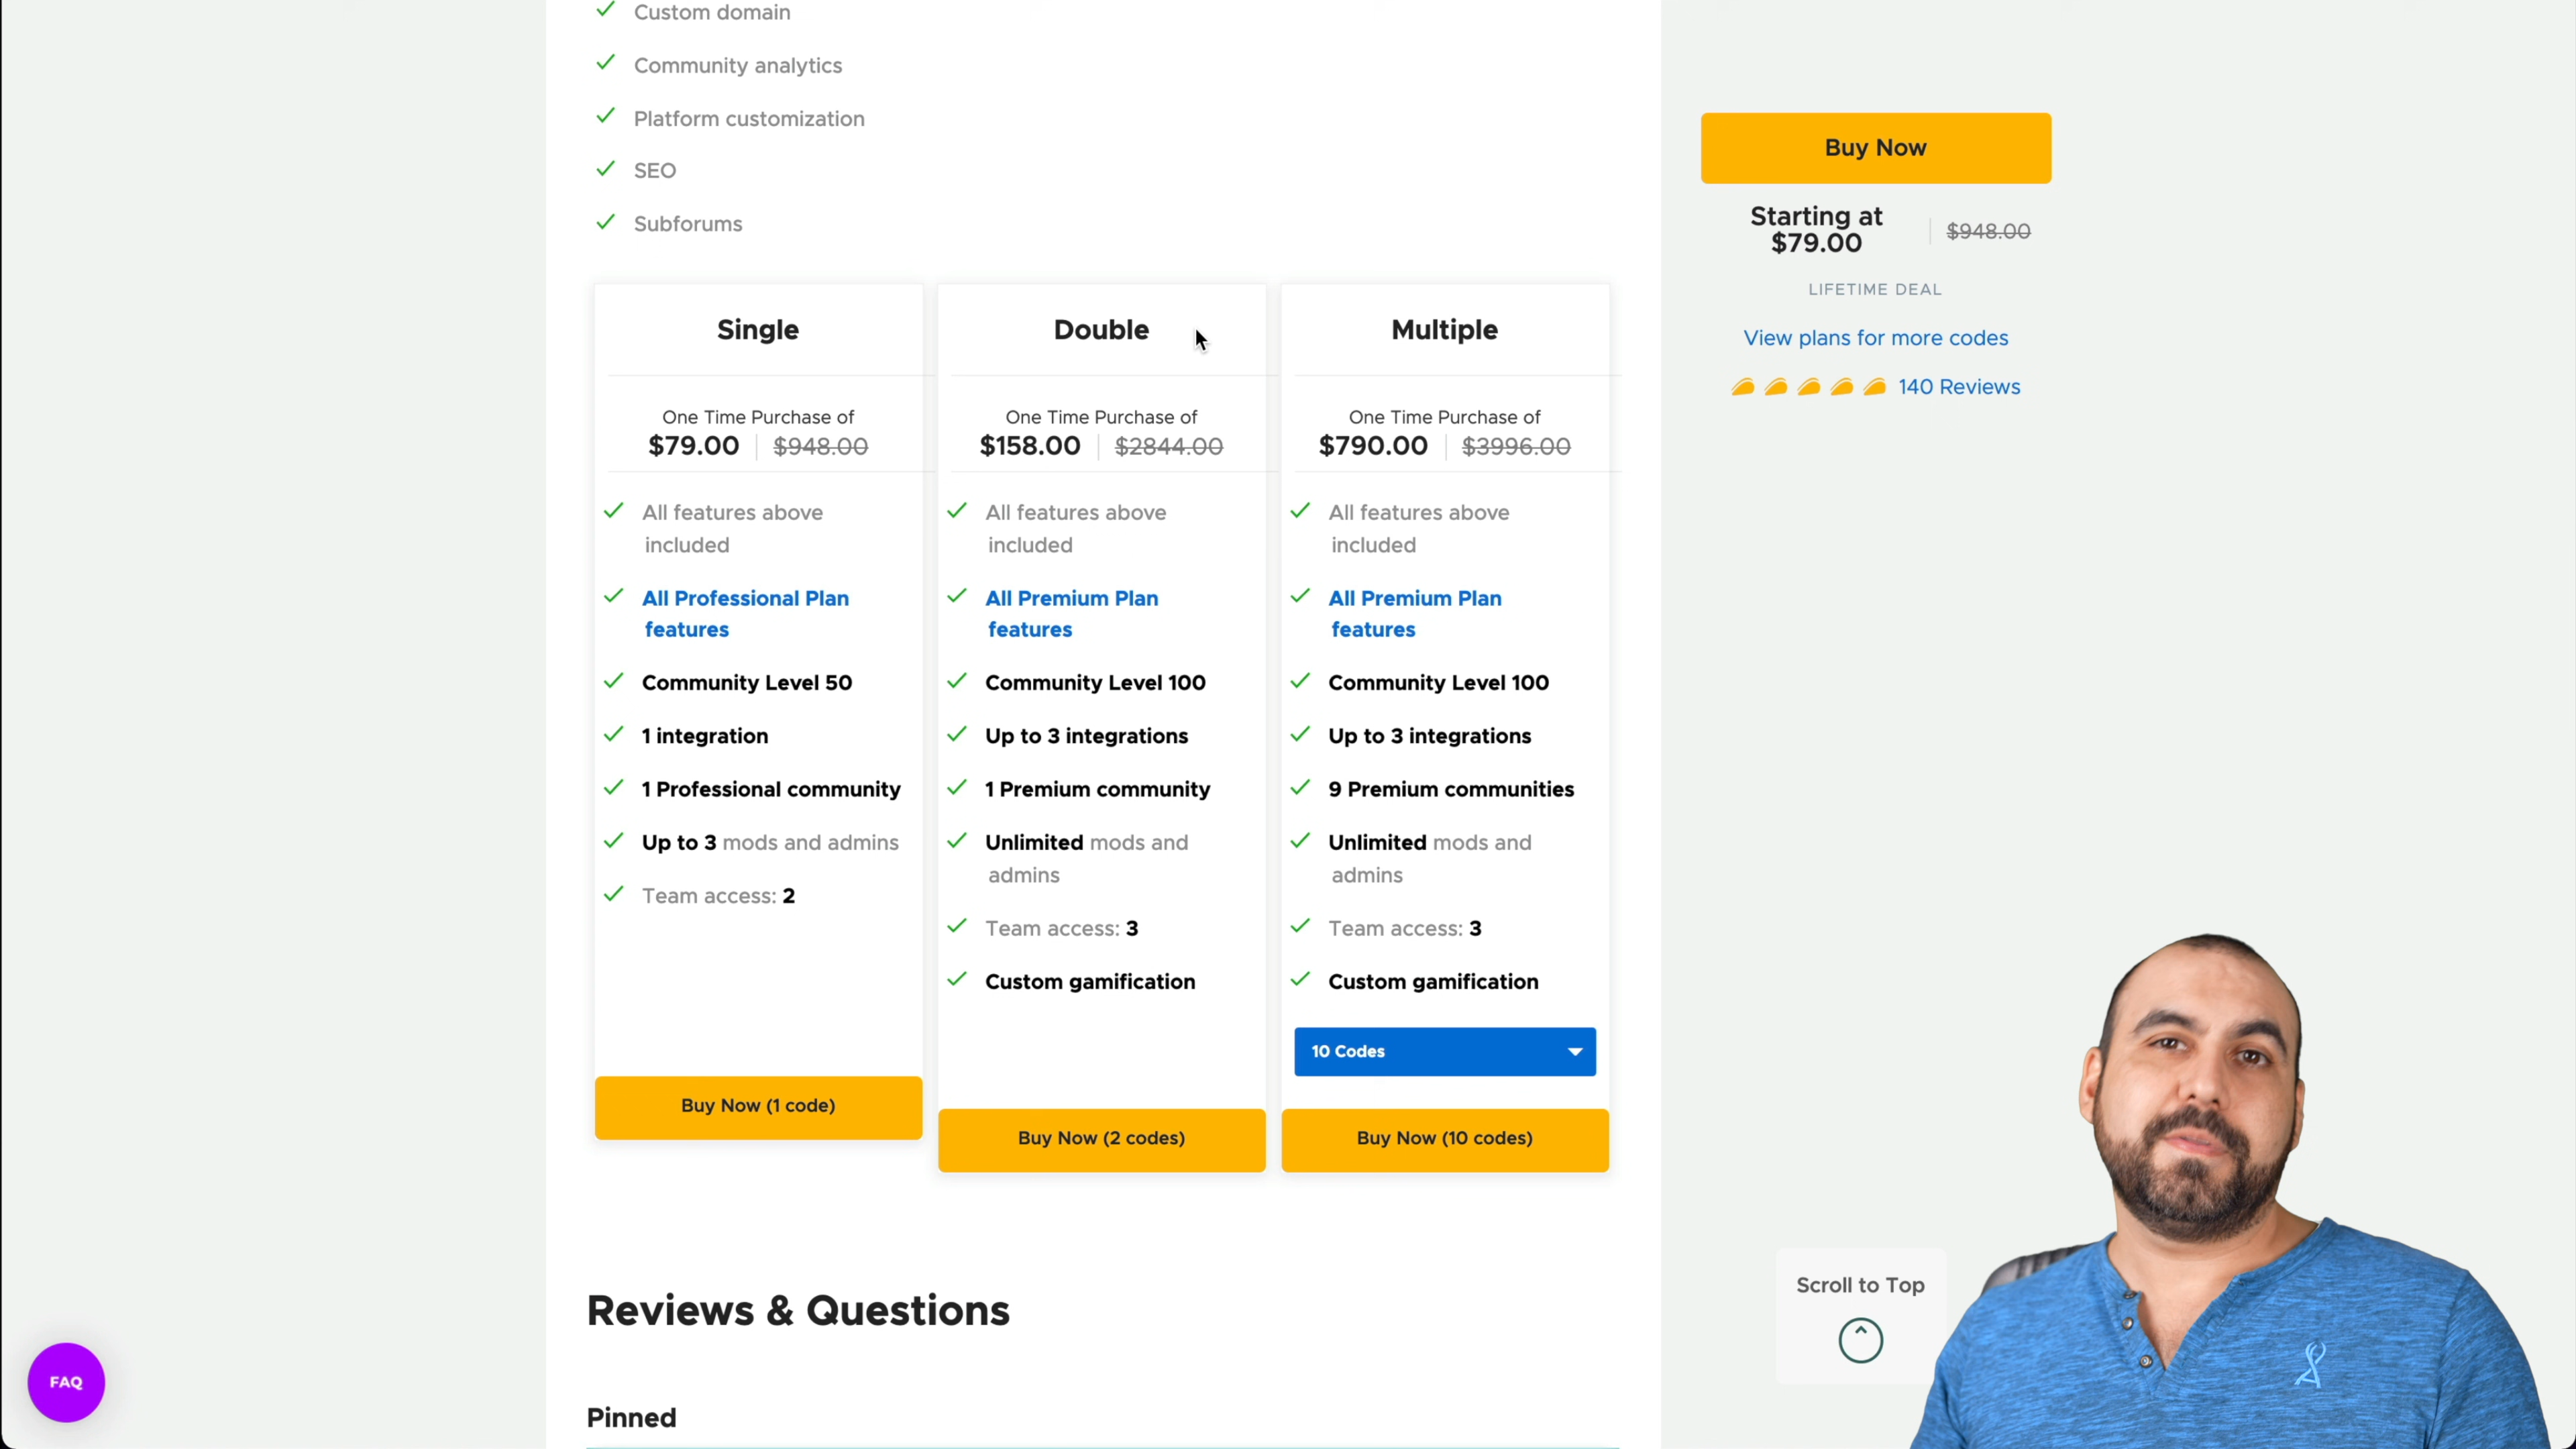 Custom domain
Community analytics
Platform customization
SEO
Subforums
Single
One Time Purchase of
$79.00 $948.00
All features above
included
All Professional Plan
features
Community Level 50
1 integration
1 Professional community
Up to 3 mods and admins
Team access: 2
Buy Now (1 code)
Double
One Time Purchase of
$158.00 $2844.00
All features above
included
All Premium Plan
features
Community Level 100
Up to 3 integrations
1 Premium community
Unlimited mods and
admins
Team access: 3
Custom gamification
Buy Now (2 codes)
Multiple
One Time Purchase of
$790.00 $3996.00
All features above
included
All Premium Plan
features
Community Level 100
Up to 3 integrations
9 Premium communities
Unlimited mods and
admins
Team access: 3
Custom gamification
10 Codes
Buy Now (10 codes)
Buy Now
Starting at
$79.00 $948.00
LIFETIME DEAL
View plans for more codes
140 Reviews
Reviews & Questions
Pinned
Scroll to Top
FAQ